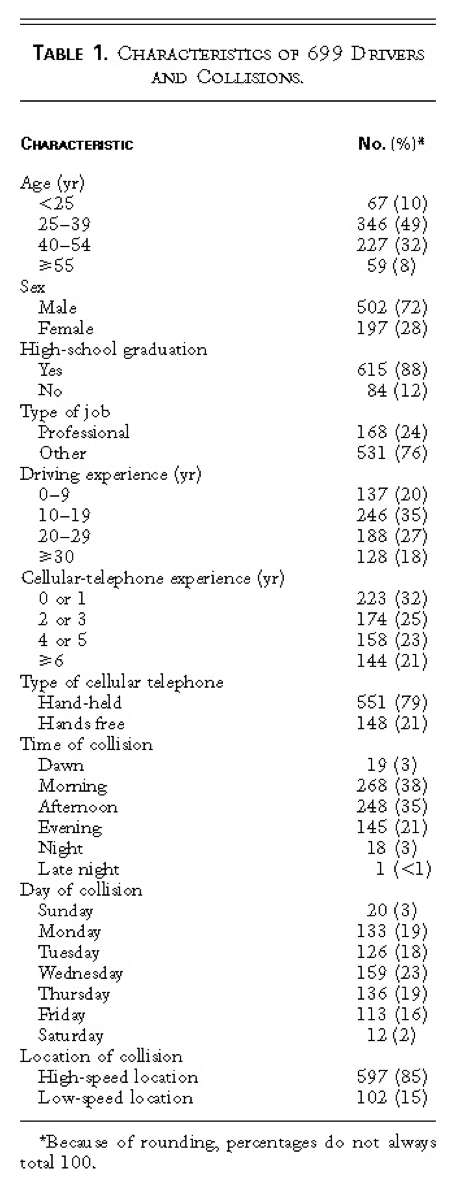 TABLE 1. CHARACTERISTICS OF 699 DRIVERS
AND COLLISIONS.
CHARACTERISTIC No. (%)*
Age (yr)
<25 67 (10)
25–39 346 (49)
40–54 227 (32)
≥55 59 (8)
Sex
Male 502 (72)
Female 197 (28)
High-school graduation
Yes 615 (88)
No 84 (12)
Type of job
Professional 168 (24)
Other 531 (76)
Driving experience (yr)
0–9 137 (20)
10–19 246 (35)
20–29 188 (27)
≥30 128 (18)
Cellular-telephone experience (yr)
0 or 1 223 (32)
2 or 3 174 (25)
4 or 5 158 (23)
≥6 144 (21)
Type of cellular telephone
Hand-held 551 (79)
Hands free 148 (21)
Time of collision
Dawn 19 (3)
Morning 268 (38)
Afternoon 248 (35)
Evening 145 (21)
Night 18 (3)
Late night 1 (<1)
Day of collision
Sunday 20 (3)
Monday 133 (19)
Tuesday 126 (18)
Wednesday 159 (23)
Thursday 136 (19)
Friday 113 (16)
Saturday 12 (2)
Location of collision
High-speed location 597 (85)
Low-speed location 102 (15)
*Because of rounding, percentages do not always
total 100.